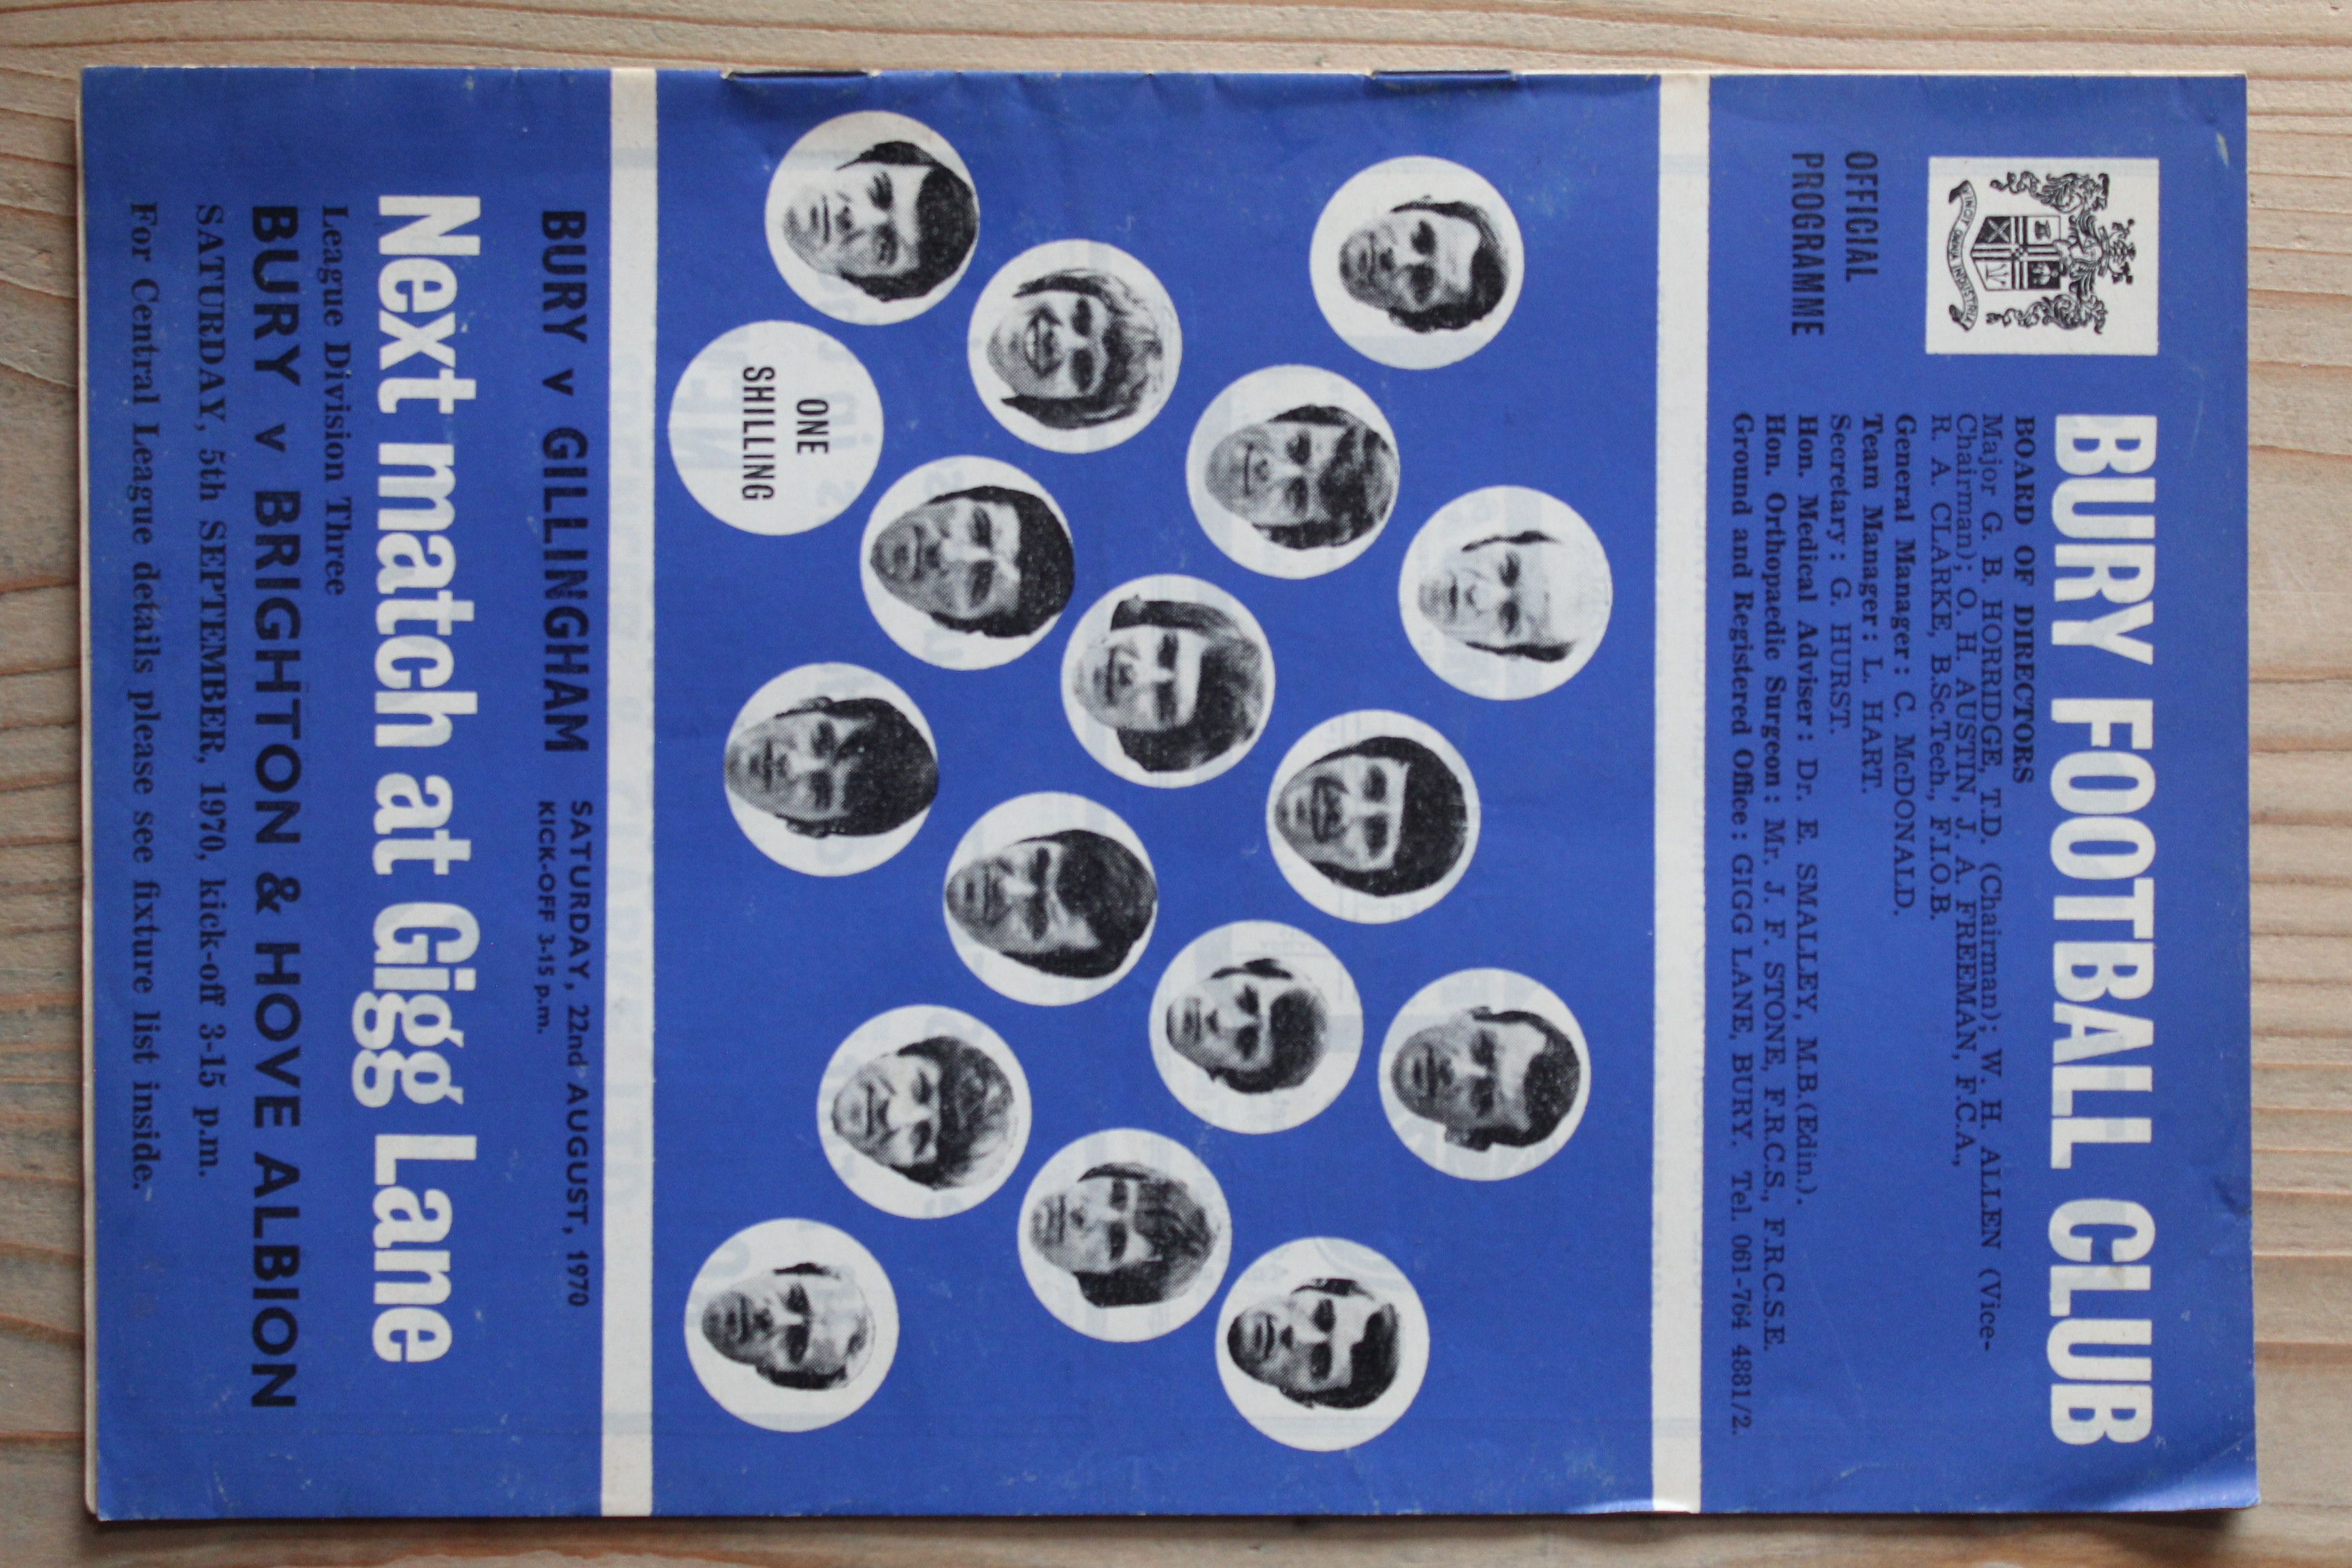 VINCIT OMNIA INDUSTRIA
BURY FOOTBALL CLUB
OFFICIAL
PROGRAMME
BOARD OF DIRECTORS
Major G. B. HORRIDGE, T.D. (Chairman); W. H. ALLEN (Vice-
Chairman); O. H. AUSTIN, J. A. FREEMAN, F.C.A.,
R. A. CLARKE, B.Sc.Tech., F.I.O.B.
General Manager: C. McDONALD.
Team Manager: L. HART.
Secretary: G. HURST.
Hon. Medical Adviser: Dr. E. SMALLEY, M.B.(Edin.).
Hon. Orthopaedic Surgeon: Mr. J. F. STONE, F.R.C.S., F.R.C.S.E.
Ground and Registered Office: GIGG LANE, BURY. Tel. 061-764 4881/2.
ONE
SHILLING
BURY v GILLINGHAM SATURDAY, 22nd AUGUST, 1970
KICK-OFF 3-15 p.m.
Next match at Gigg Lane
League Division Three
BURY v BRIGHTON & HOVE ALBION
SATURDAY, 5th SEPTEMBER, 1970, kick-off 3-15 p.m.
For Central League details please see fixture list inside.